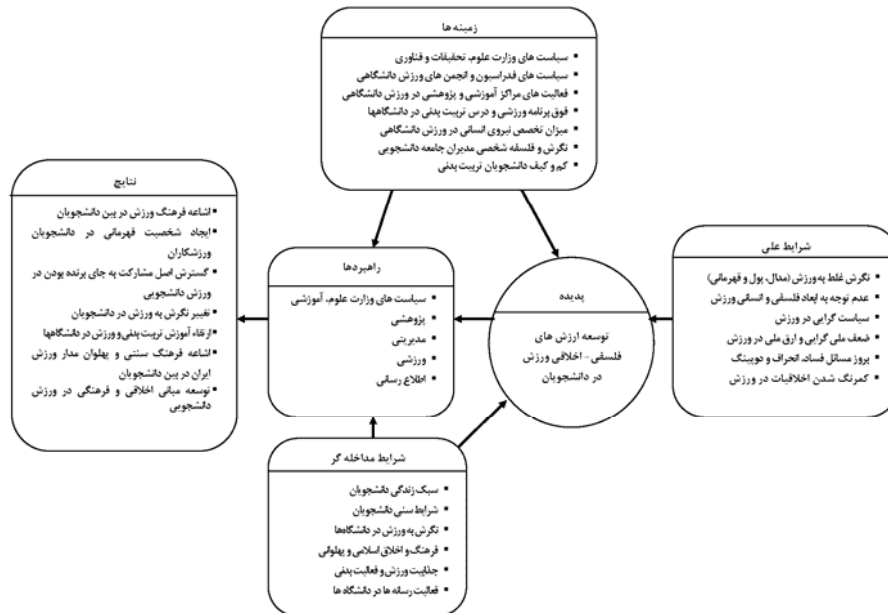 زمینه ها
سیاست های وزارت علوم، تحقیقات و فناوری
سیاست های فدراسیون و انجمن های ورزش دانشگاهی
فعالیت های مراکز آموزشی و پژوهشی در ورزش دانشگاهی
فوق برنامه ورزشی و درس تربیت بدنی در دانشگاهها
میزان تخصص نیروی انسانی در ورزش دانشگاهی
نگرش و فلسفه شخصی مدیران جامعه دانشجویی
کم و کیف دانشجویان تربیت بدنی
شرایط علی
نگرش غلط به ورزش (مدال، پول و قهرمانی)
عدم توجه به ابعاد فلسفی و انسانی ورزش
سیاست گرایی در ورزش
ضعف ملی گرایی و ارق ملی در ورزش
بروز مسائل فساد، انحراف و دوپینگ
کمرنگ شدن اخلاقیات در ورزش
پدیده
توسعه ارزش های
فلسفی- اخلاقی ورزش
در دانشجویان
راهبردها
سیاست های وزارت علوم، آموزشی
پژوهشی
مدیریتی
ورزشی
اطلاع رسانی
نتایج
اشاعه فرهنگ ورزش در بین دانشجویان
ایجاد شخصیت قهرمانی در دانشجویان
ورزشکاران
گسترش اصل مشارکت به جای برنده بودن در
ورزش دانشجویی
تغییر نگرش به ورزش در دانشجویان
ارتقاء آموزش تربیت بدنی و ورزش در دانشگاهها
اشاعه فرهنگ سنتی و پهلوان مدار ورزش
ایران در بین دانشجویان
توسعه مبانی اخلاقی و فرهنگی در ورزش
دانشجویی
شرایط مداخله گر
سبک زندگی دانشجویان
شرایط سنی دانشجویان
نگرش به ورزش در دانشگاه‌ها
فرهنگ و اخلاق اسلامی و پهلوانی
جذابیت ورزش و فعالیت بدنی
فعالیت رسانه ها در دانشگاه ها